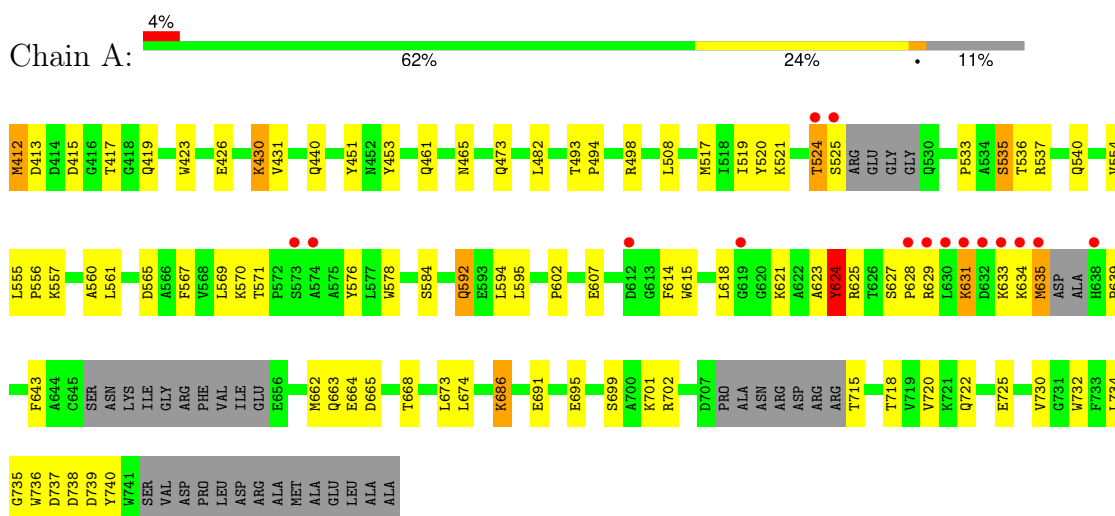 4%
Chain A:
62% 24% • 11%
M412 D413 D414 D415 G416 T417 G418 Q419 W423 E426 K430 V431 Q440 Y451 N452 Y453 Q461 N465 Q473 L482 T493 P494 R498 L508 M517 I518 I519 Y520 K521 T524 S525 ARG GLU GLY GLY Q530 P533 A534 S535 T536 R537 Q540 V554
L555 P556 K557 A560 L561 D565 A566 F567 V568 L569 K570 T571 P572 S573 A574 A575 Y576 L577 W578 S584 Q592 E593 L594 L595 P602 E607 D612 G613 F614 W615 L618 G619 G620 K621 A622 A623 Y624 R625 T626 S627 P628 R629 L630 K631 D632 K633 K634 M635 ASP ALA H638
F643 A644 C645 SER ASN LYS ILE GLY ARG PHE VAL ILE GLU E656 M662 Q663 E664 D665 T668 L673 L674 K686 E691 E695 S699 A700 K701 R702 D707 PRO ALA ASN ARG ASP ARG ARG T715 T718 V719 V720 K721 Q722 E725 V730 G731 W732 F733
G735 W736 D737 D738 D739 Y740 W741 SER VAL ASP PRO LEU ASP ARG ALA MET ALA GLU LEU ALA ALA